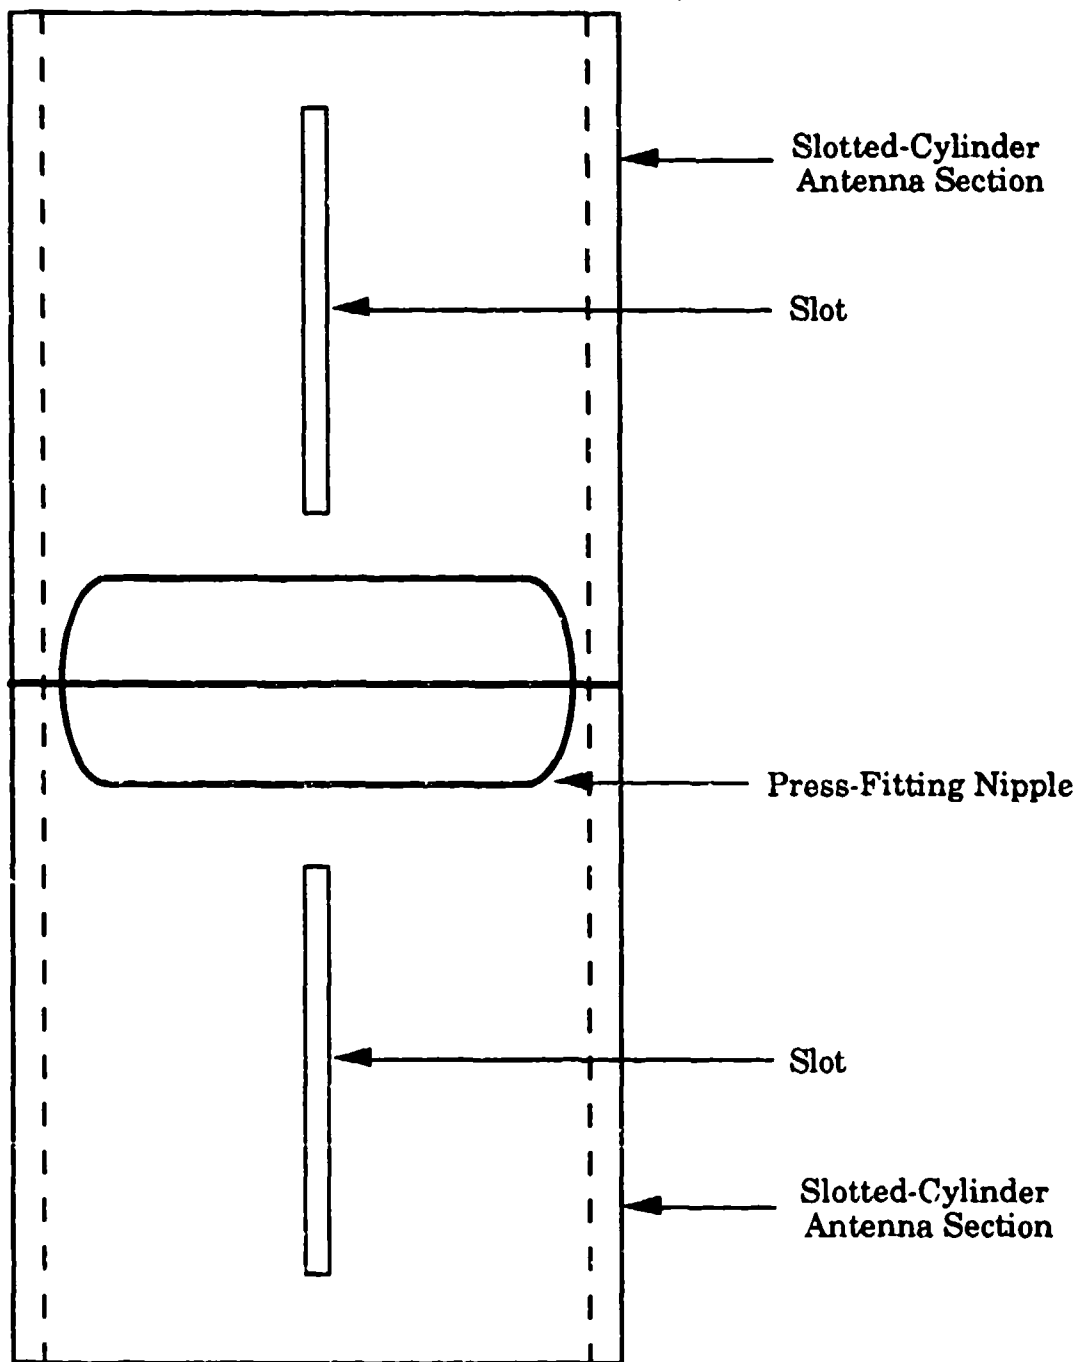 Slotted-Cylinder
Antenna Section
Slot
Press-Fitting Nipple
Slot
Slotted-Cylinder
Antenna Section